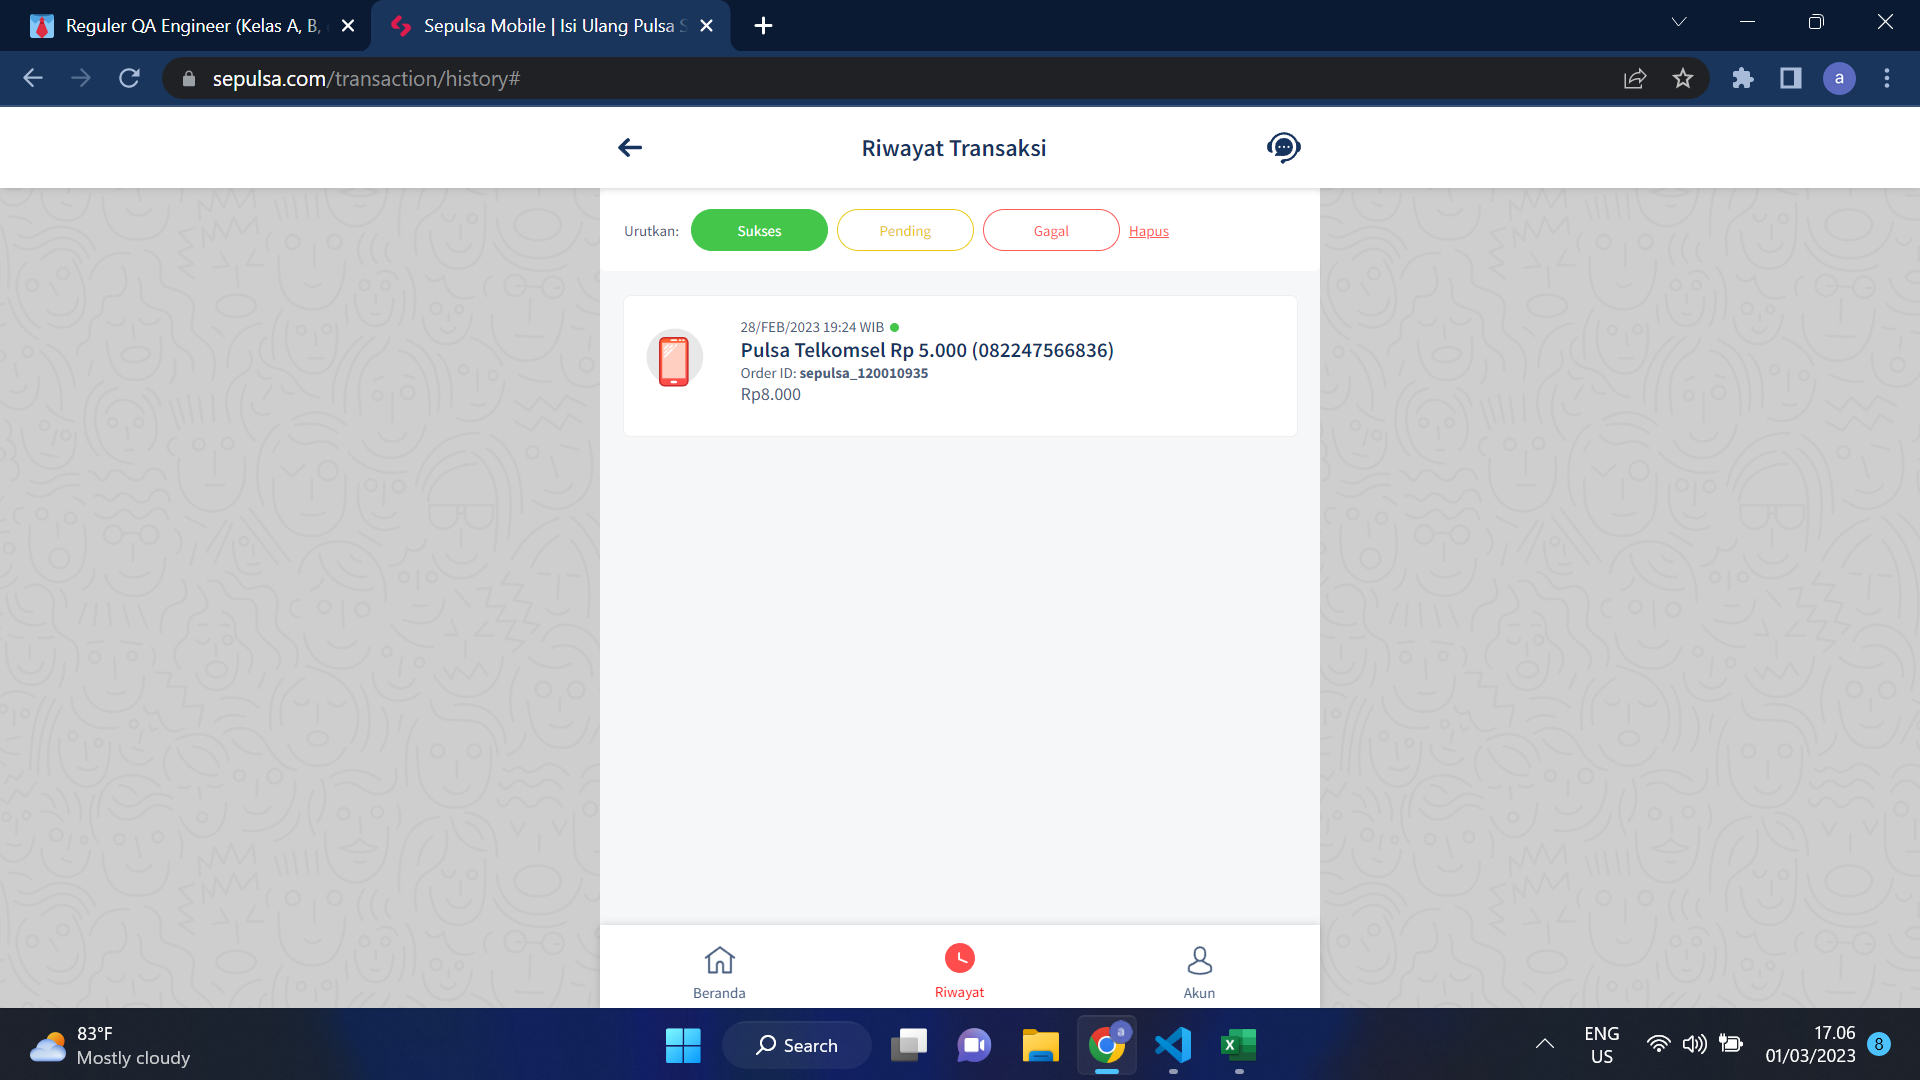 Reguler QA Engineer (Kelas A, B,
Sepulsa Mobile | Isi Ulang Pulsa S
sepulsa.com/transaction/history#
a
Riwayat Transaksi
Urutkan:
Sukses
Pending
Gagal
Hapus
28/FEB/2023 19:24 WIB
Pulsa Telkomsel Rp 5.000 (082247566836)
Order ID: sepulsa_120010935
Rp8.000
Beranda
Riwayat
Akun
83°F
Mostly cloudy
Search
a
X
ENG
US
17.06
01/03/2023
8